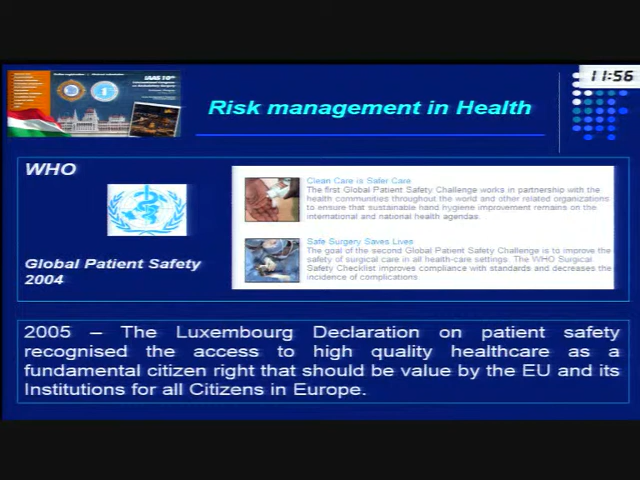 IAAS 10th
11:56
Risk management in Health
WHO
Global Patient Safety
2004
Clean Care is Safer Care
The first Global Patient Safety Challenge works in partnership with the
health communities throughout the world and other related organizations
to ensure that sustainable hand hygiene improvement remains on the
international and national health agendas.
Safe Surgery Saves Lives
The goal of the second Global Patient Safety Challenge is to improve the
safety of surgical care in all health-care settings. The WHO Surgical
Safety Checklist improves compliance with standards and decreases the
incidence of complications
2005 – The Luxembourg Declaration on patient safety
recognised the access to high quality healthcare as a
fundamental citizen right that should be value by the EU and its
Institutions for all Citizens in Europe.